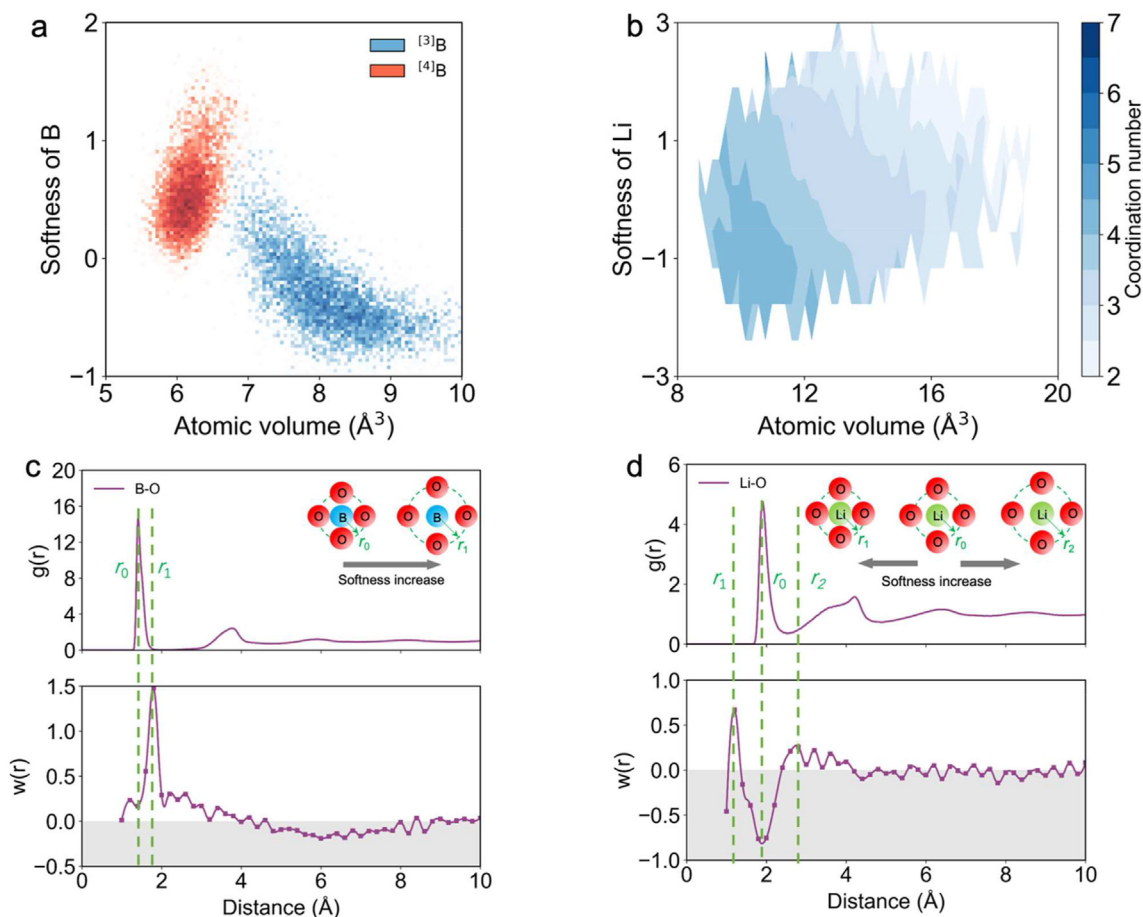 a
2
1
0
−1
Softness of B
[3]B
[4]B
5
6
7
8
9
10
Atomic volume (Å3)
b
3
1
−1
−3
Softness of Li
8
12
16
20
Atomic volume (Å3)
7
6
5
4
3
2
Coordination number
c
20
16
12
8
4
0
g(r)
B-O
r0
r1
O
O B O
O
r0
O
O B O
O
r1
Softness increase
1.5
1.0
0.5
0.0
−0.5
w(r)
0
2
4
6
8
10
Distance (Å)
d
6
4
2
0
g(r)
Li-O
r1
r0
r2
O
O Li O
O
r1
O
O Li O
O
r0
O
O Li O
O
r2
Softness increase
1.0
0.5
0.0
−0.5
−1.0
w(r)
0
2
4
6
8
10
Distance (Å)